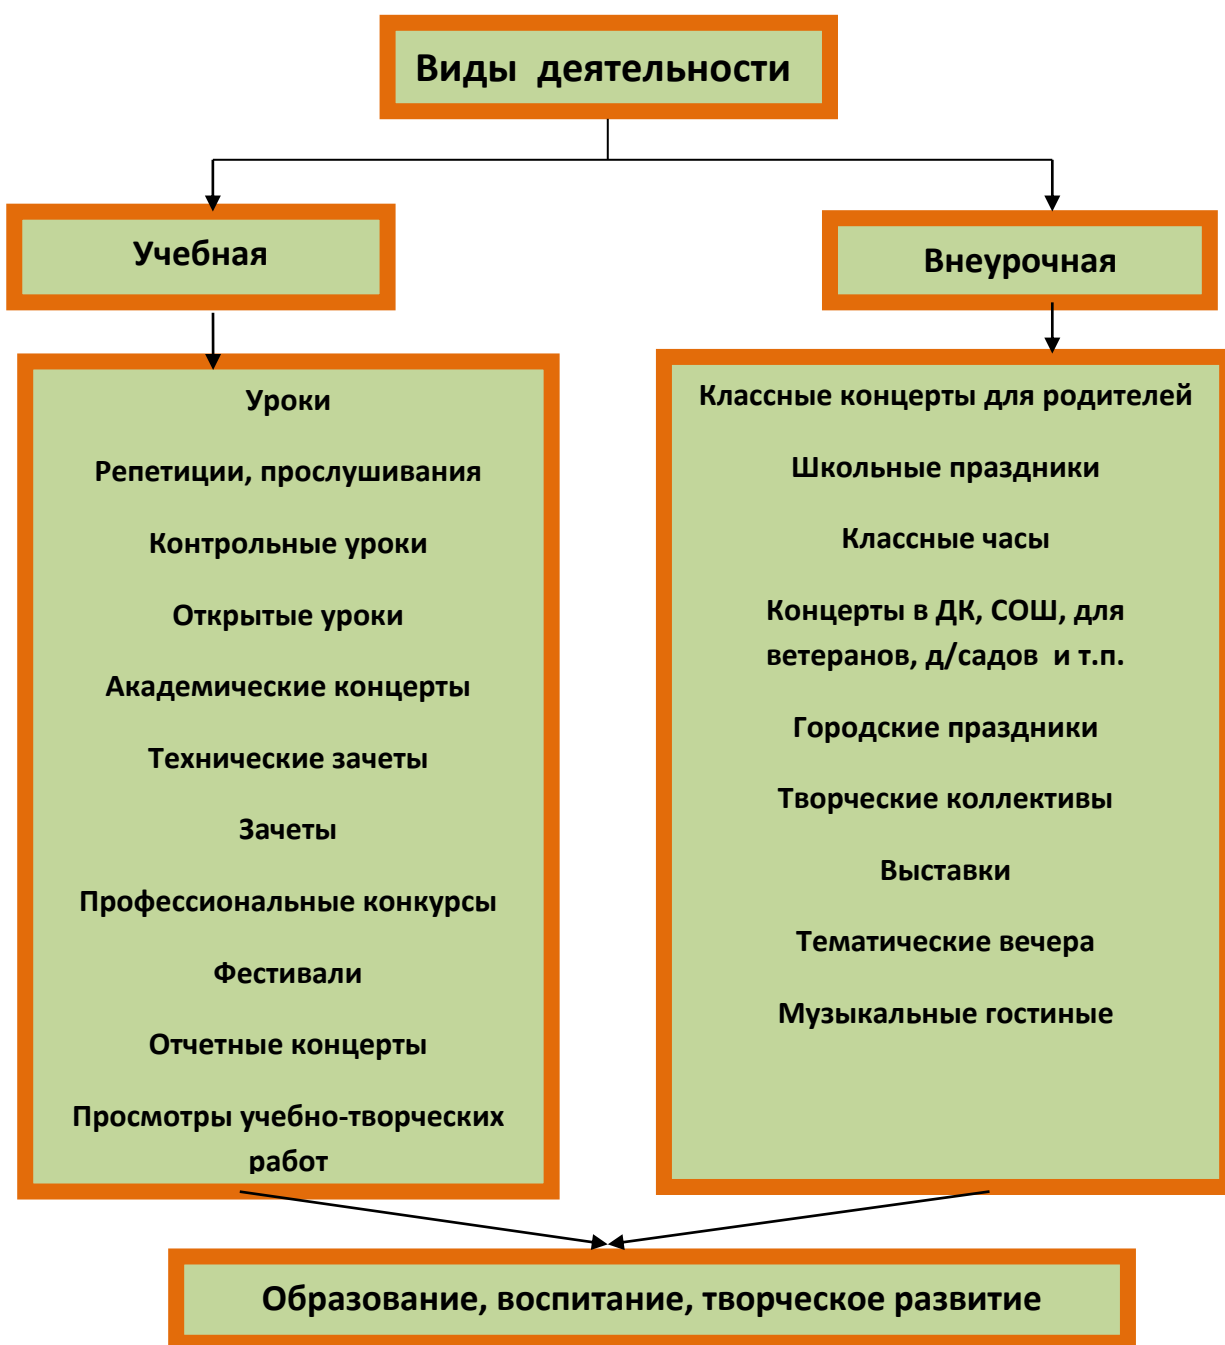 Виды  деятельности
Учебная
Внеурочная
Уроки
Репетиции, прослушивания
Контрольные уроки
Открытые уроки
Академические концерты
Технические зачеты
Зачеты
Профессиональные конкурсы
Фестивали
Отчетные концерты
Просмотры учебно-творческих
работ
Классные концерты для родителей
Школьные праздники
Классные часы
Концерты в ДК, СОШ, для
ветеранов, д/садов  и т.п.
Городские праздники
Творческие коллективы
Выставки
Тематические вечера
Музыкальные гостиные
Образование, воспитание, творческое развитие